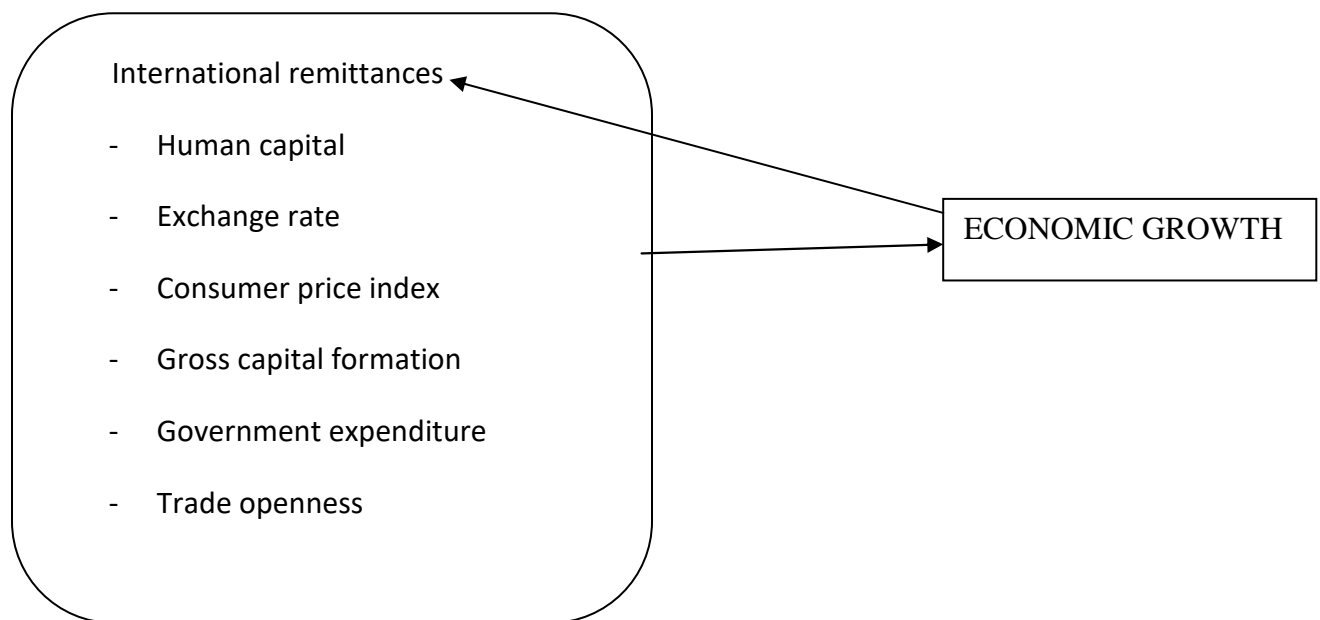 International remittances
- Human capital
- Exchange rate
- Consumer price index
- Gross capital formation
- Government expenditure
- Trade openness
ECONOMIC GROWTH